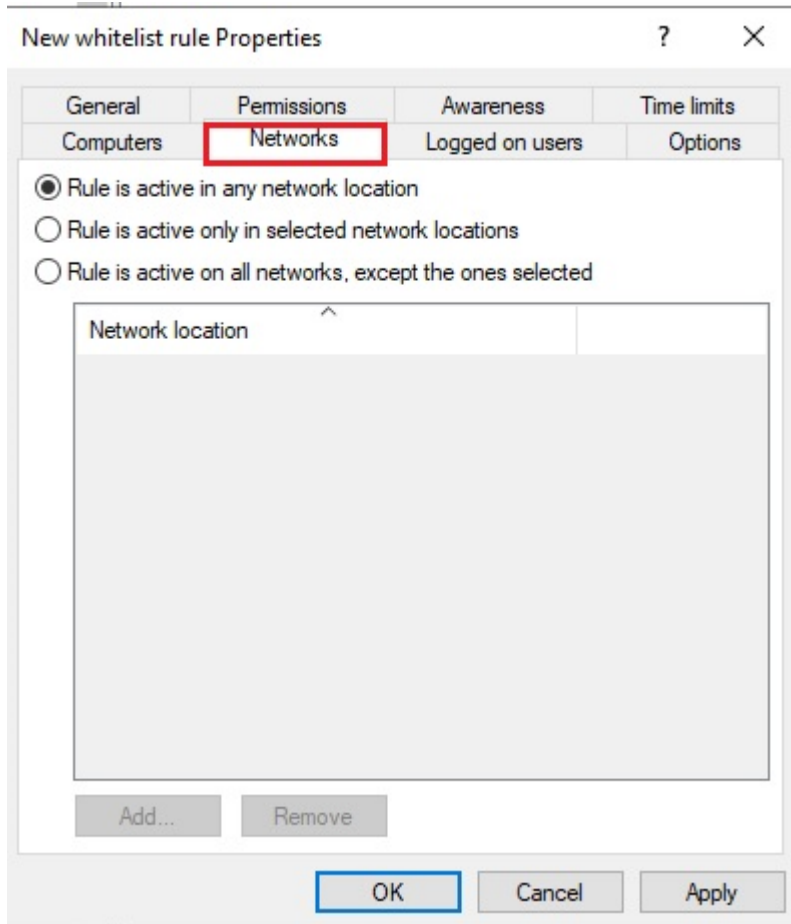 New whitelist rule Properties ?
General Permissions Awareness Time limits
Computers Networks Logged on users Options
Rule is active in any network location
Rule is active only in selected network locations
Rule is active on all networks, except the ones selected
Network location
Add... Remove
OK Cancel Apply